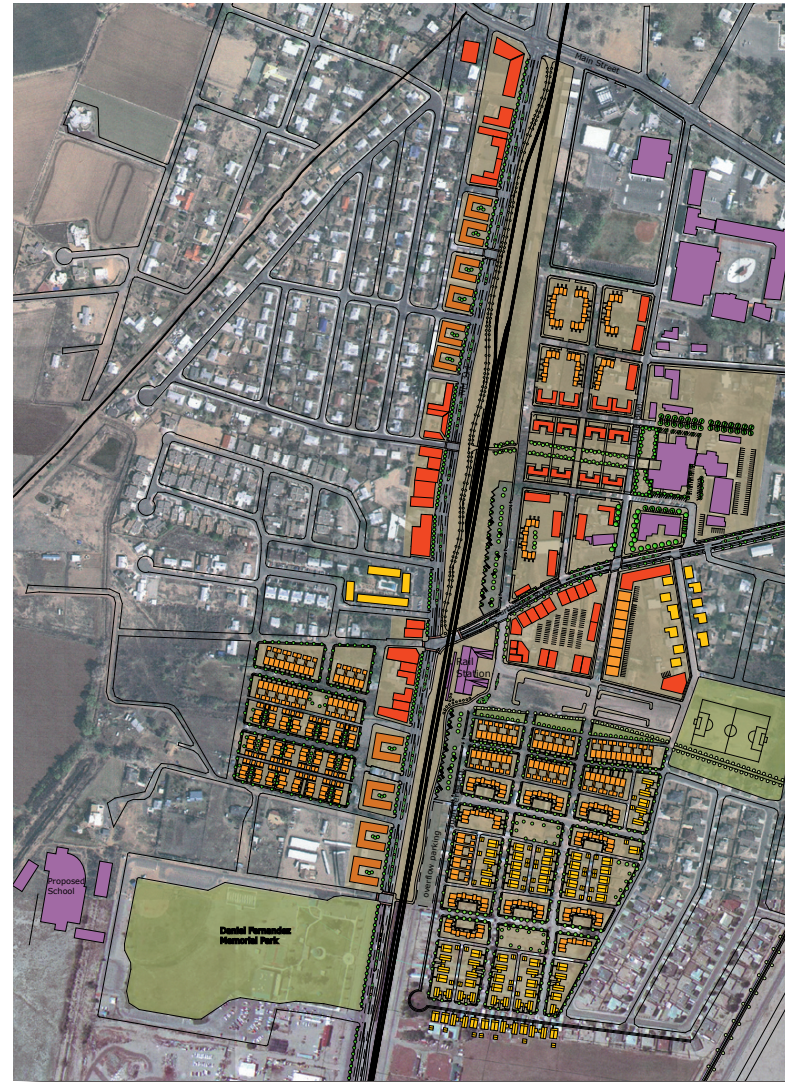 Main Street
Rail
Station
Overflow parking
Proposed
School
Daniel Fernandez
Memorial Park